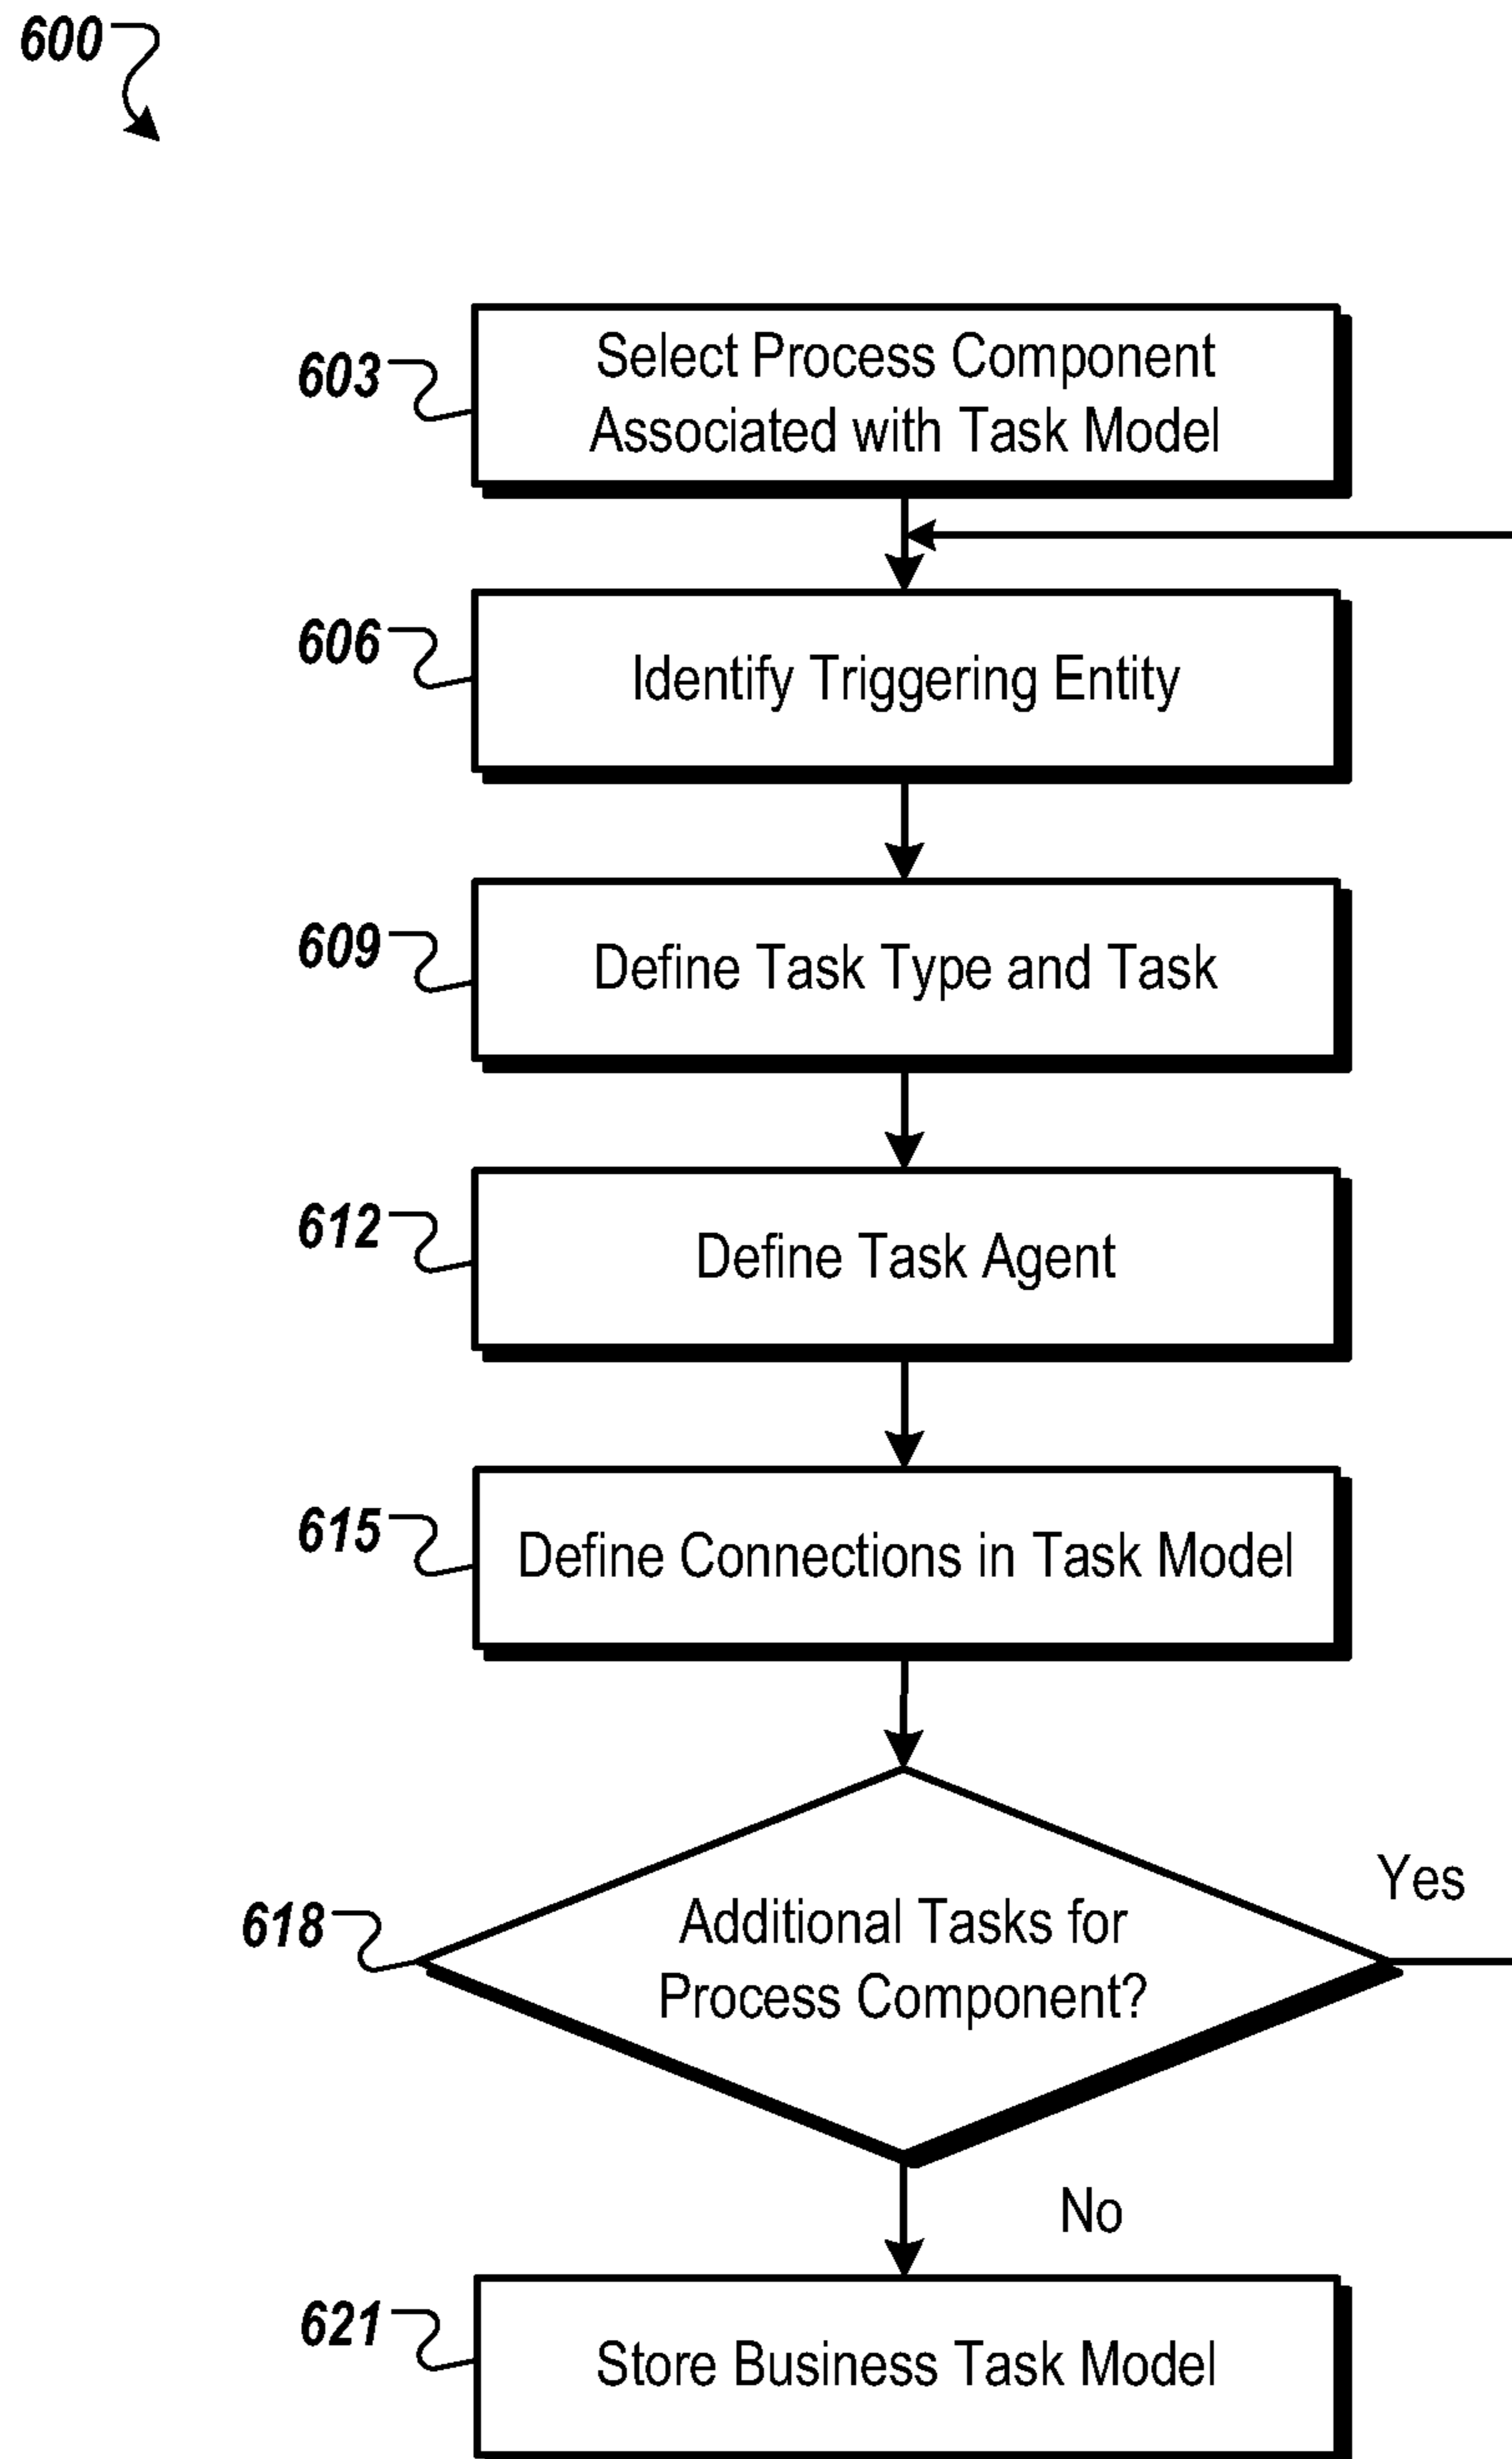 600
603
Select Process Component
Associated with Task Model
606
Identify Triggering Entity
609
Define Task Type and Task
612
Define Task Agent
615
Define Connections in Task Model
618
Additional Tasks for
Process Component?
Yes
No
621
Store Business Task Model